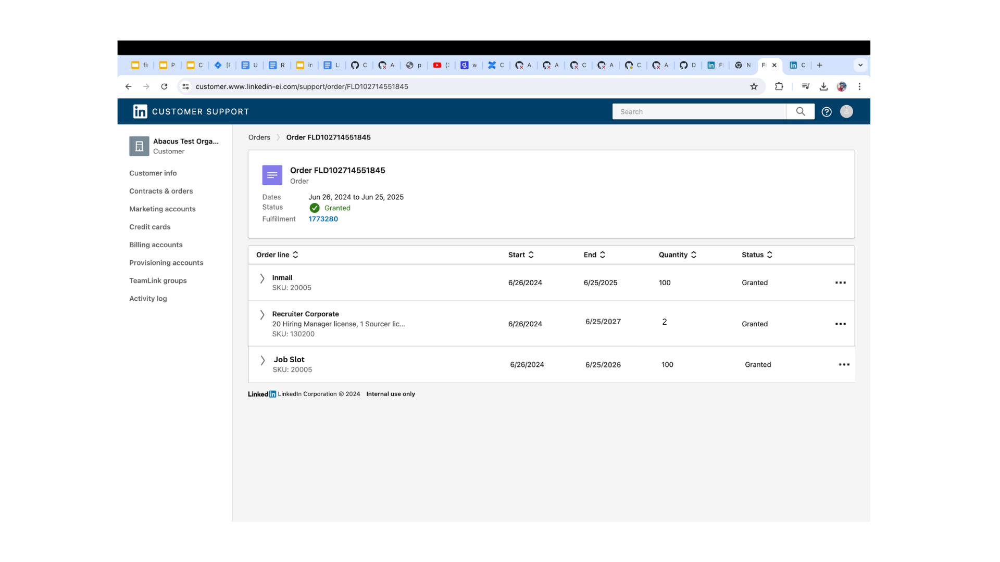 fi
P
C
[F
U
R
in
L
C
A
p
(3
w
C
A
A
C
A
C
A
D
F
N
F
C
customer.www.linkedin-ei.com/support/order/FLD102714551845
in CUSTOMER SUPPORT
Search
Abacus Test Orga...
Customer
Customer info
Contracts & orders
Marketing accounts
Credit cards
Billing accounts
Provisioning accounts
TeamLink groups
Activity log
Orders Order FLD102714551845
Order FLD102714551845
Order
Dates Jun 26, 2024 to Jun 25, 2025
Status Granted
Fulfillment 1773280
Order line Start End Quantity Status
Inmail
SKU: 20005
6/26/2024 6/25/2025 100 Granted
Recruiter Corporate
20 Hiring Manager license, 1 Sourcer lic...
SKU: 130200
6/26/2024 6/25/2027 2 Granted
Job Slot
SKU: 20005
6/26/2024 6/25/2026 100 Granted
LinkedIn LinkedIn Corporation © 2024 Internal use only